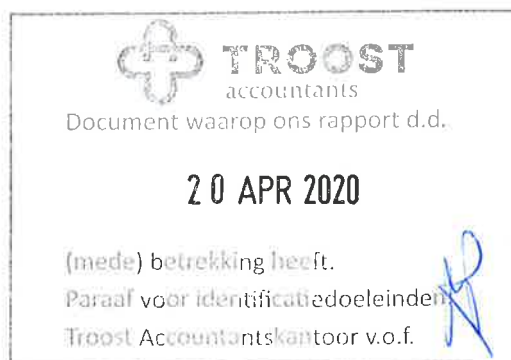 TROOST
accountants
Document waarop ons rapport d.d.
20 APR 2020
(mede) betrekking heeft.
Paraaf voor identificatiedoeleinden
Troost Accountantskantoor v.o.f.